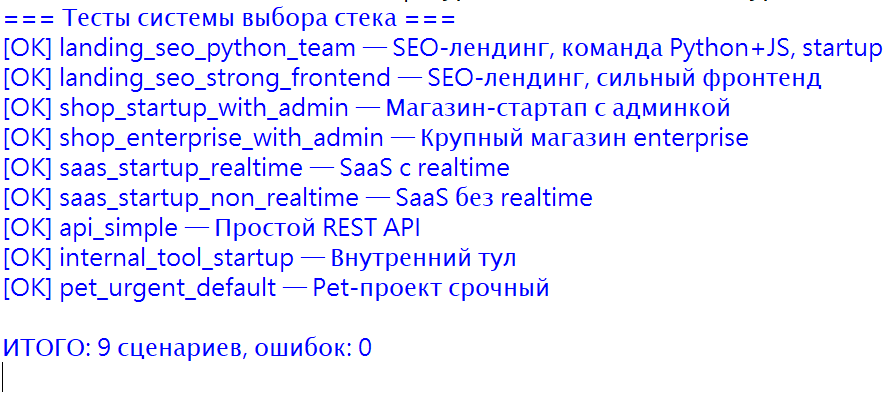 === Тесты системы выбора стека ===
[OK] landing_seo_python_team — SEO-лендинг, команда Python+JS, startup
[OK] landing_seo_strong_frontend — SEO-лендинг, сильный фронтенд
[OK] shop_startup_with_admin — Магазин-стартап с админкой
[OK] shop_enterprise_with_admin — Крупный магазин enterprise
[OK] saas_startup_realtime — SaaS с realtime
[OK] saas_startup_non_realtime — SaaS без realtime
[OK] api_simple — Простой REST API
[OK] internal_tool_startup — Внутренний тул
[OK] pet_urgent_default — Pet-проект срочный
ИТОГО: 9 сценариев, ошибок: 0